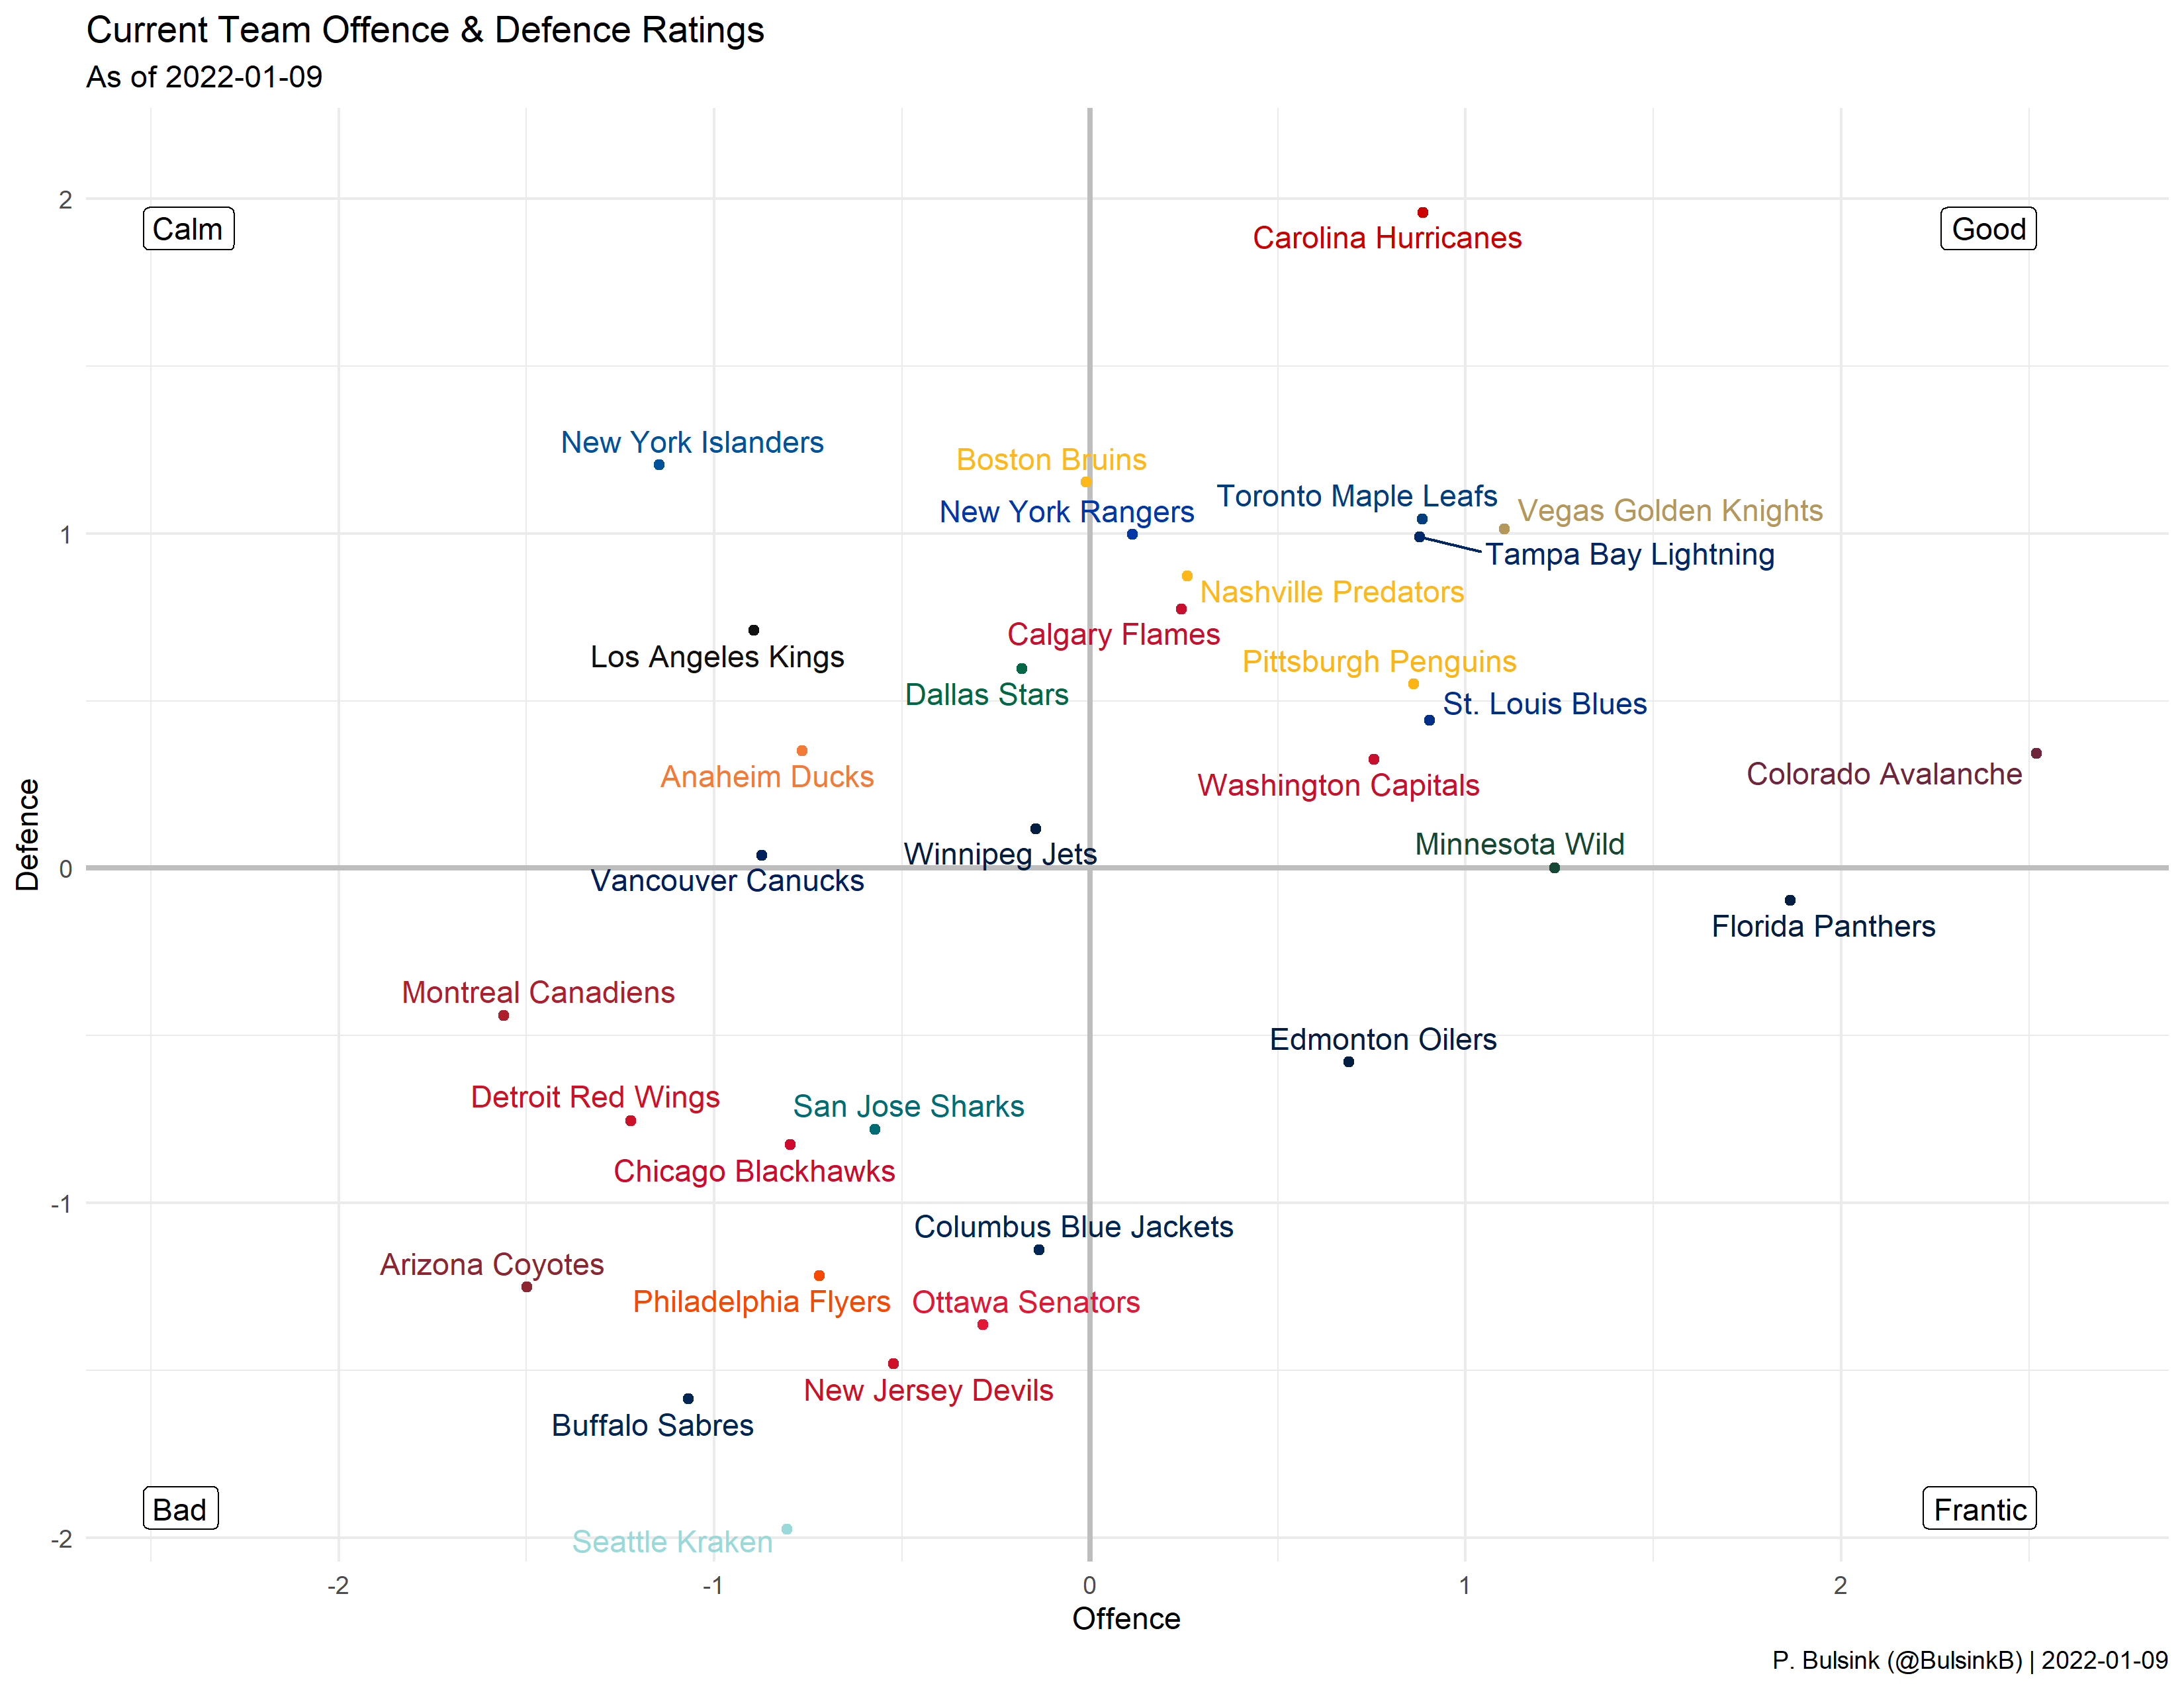 Current Team Offence & Defence Ratings
As of 2022-01-09
2
Calm
Good
Carolina Hurricanes
New York Islanders
Boston Bruins
Toronto Maple Leafs
Vegas Golden Knights
New York Rangers
1
Tampa Bay Lightning
Nashville Predators
Calgary Flames
Los Angeles Kings
Pittsburgh Penguins
Dallas Stars
St. Louis Blues
Anaheim Ducks
Washington Capitals
Colorado Avalanche
Defence
Minnesota Wild
Winnipeg Jets
0
Vancouver Canucks
Florida Panthers
Montreal Canadiens
Edmonton Oilers
Detroit Red Wings
San Jose Sharks
Chicago Blackhawks
-1
Columbus Blue Jackets
Arizona Coyotes
Philadelphia Flyers
Ottawa Senators
New Jersey Devils
Buffalo Sabres
Bad
Frantic
-2
Seattle Kraken
-2
-1
0
1
2
Offence
P. Bulsink (@BulsinkB) | 2022-01-09